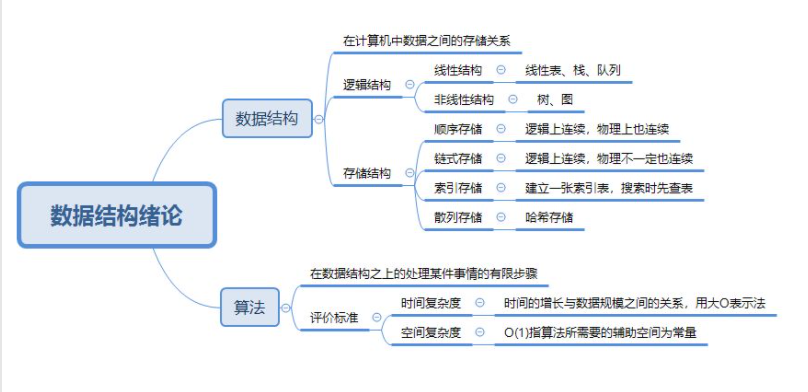 数据结构绪论
数据结构
在计算机中数据之间的存储关系
逻辑结构
线性结构
线性表、栈、队列
非线性结构
树、图
存储结构
顺序存储
逻辑上连续，物理上也连续
链式存储
逻辑上连续，物理不一定也连续
索引存储
建立一张索引表，搜索时先查表
散列存储
哈希存储
算法
在数据结构之上的处理某件事情的有限步骤
评价标准
时间复杂度
时间的增长与数据规模之间的关系，用大O表示法
空间复杂度
O(1)指算法所需要的辅助空间为常量